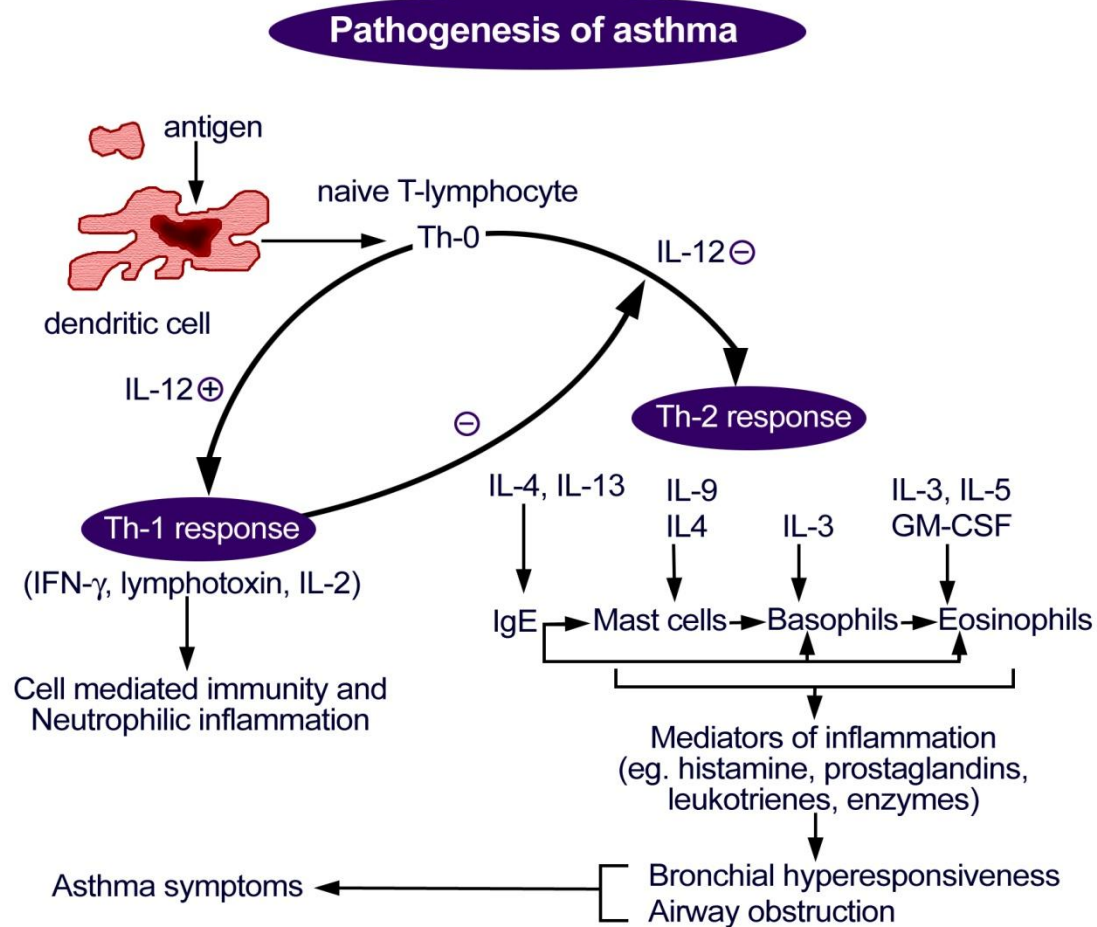 Pathogenesis of asthma
antigen
naive T-lymphocyte
Th-0
IL-12 ⊖
dendritic cell
IL-12 ⊕
⊖
Th-2 response
Th-1 response
(IFN-γ, lymphotoxin, IL-2)
Cell mediated immunity and
Neutrophilic inflammation
IL-4, IL-13
IL-9
IL4
IL-3
IL-3, IL-5
GM-CSF
IgE
Mast cells
Basophils
Eosinophils
Mediators of inflammation
(eg. histamine, prostaglandins,
leukotrienes, enzymes)
Bronchial hyperesponsiveness
Airway obstruction
Asthma symptoms